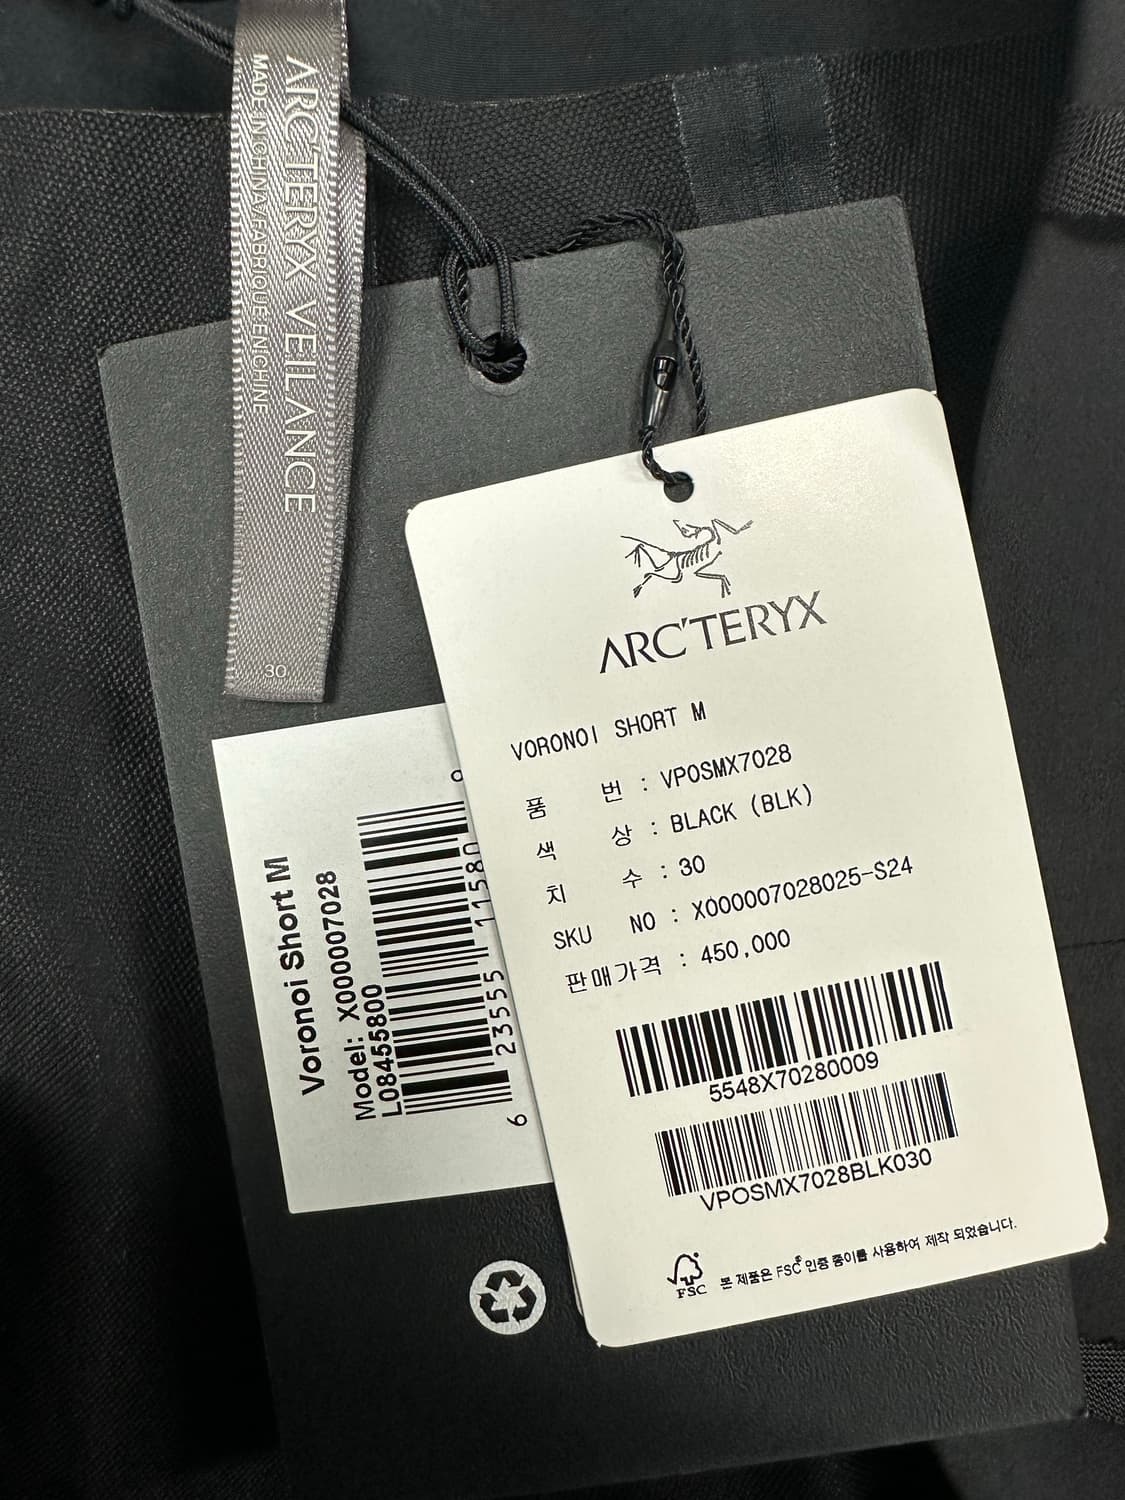 ARC'TERYX VEILANCE
MADE IN CHINA/FABRIQUE EN CHINE
30
ARC'TERYX
VORONOI SHORT M
품 번 : VPOSMX7028
색 상 : BLACK (BLK)
치 수 : 30
SKU NO : X000007028025-S24
판매가격 : 450,000
5548X70280009
VPOSMX7028BLK030
FSC
본 제품은 FSC® 인증 종이를 사용하여 제작 되었습니다.
Voronoi Short M
Model: X000007028
L08455800
6 23555 11580